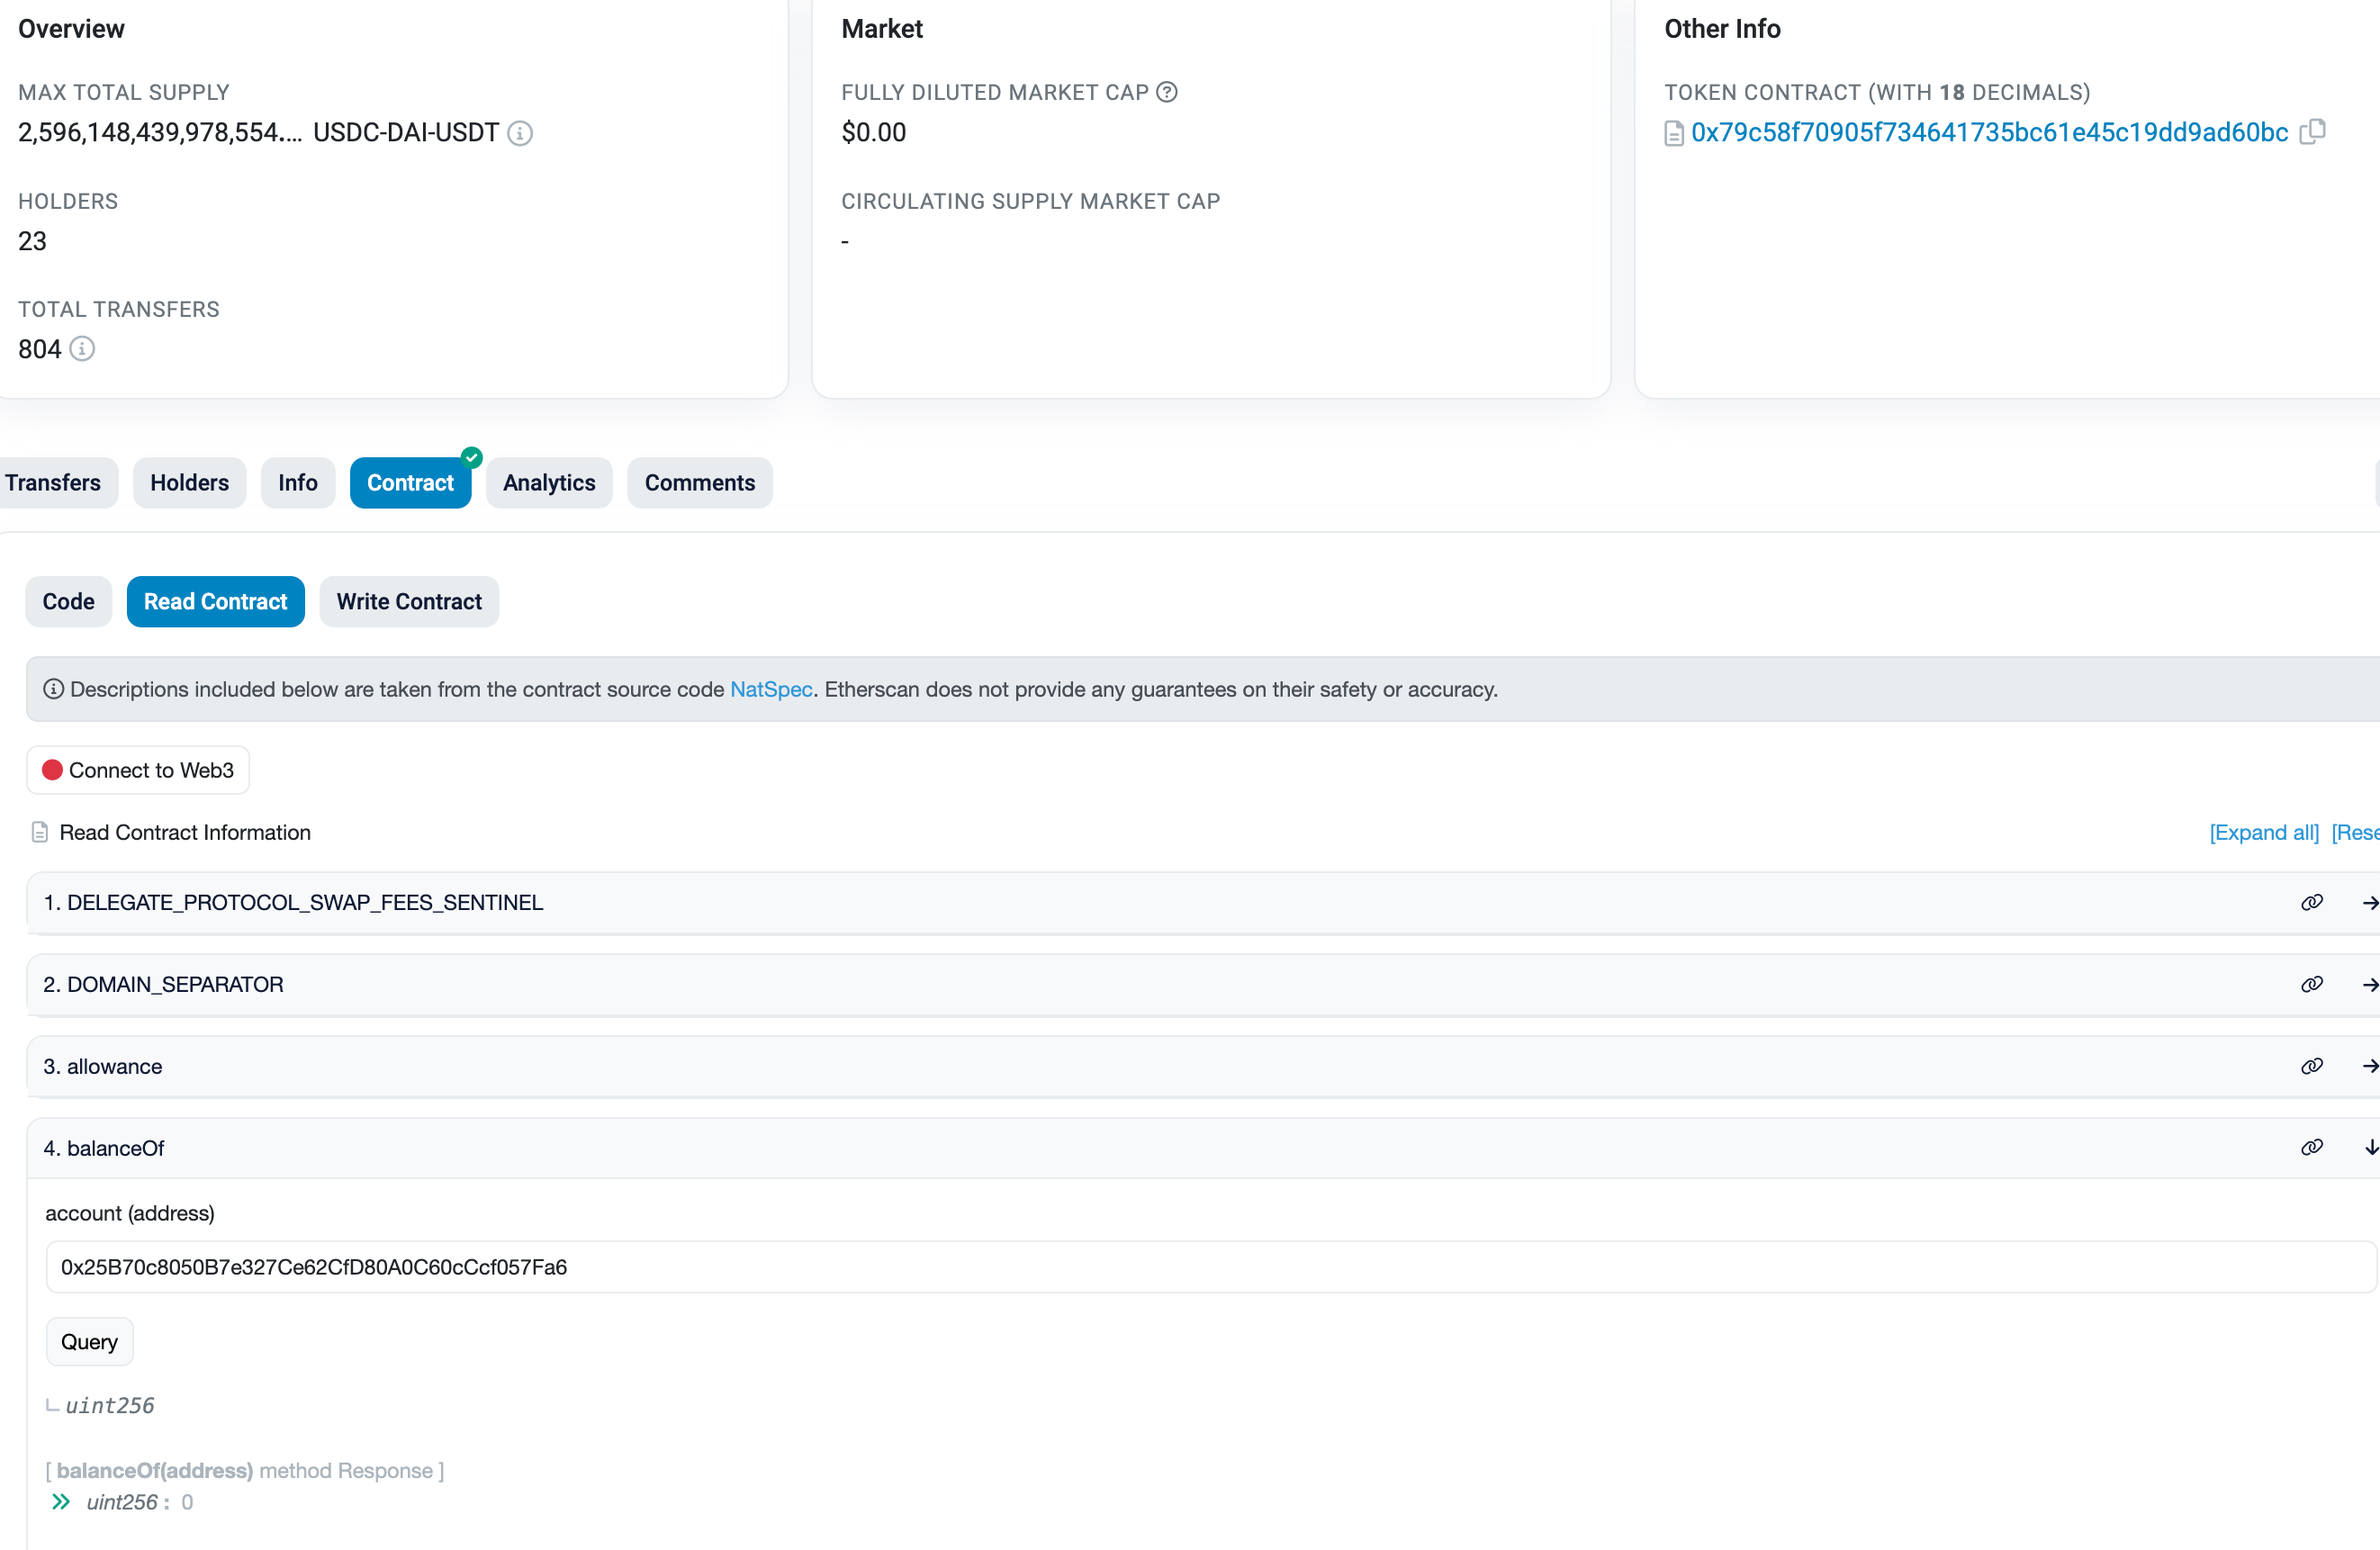 Overview
MAX TOTAL SUPPLY
2,596,148,439,978,554.... USDC-DAI-USDT
HOLDERS
23
TOTAL TRANSFERS
804
Market
FULLY DILUTED MARKET CAP
$0.00
CIRCULATING SUPPLY MARKET CAP
-
Other Info
TOKEN CONTRACT (WITH 18 DECIMALS)
0x79c58f70905f734641735bc61e45c19dd9ad60bc
Transfers Holders Info Contract Analytics Comments
Code Read Contract Write Contract
Descriptions included below are taken from the contract source code NatSpec. Etherscan does not provide any guarantees on their safety or accuracy.
Connect to Web3
Read Contract Information [Expand all] [Rese
1. DELEGATE_PROTOCOL_SWAP_FEES_SENTINEL
2. DOMAIN_SEPARATOR
3. allowance
4. balanceOf
account (address)
0x25B70c8050B7e327Ce62CfD80A0C60cCcf057Fa6
Query
uint256
[ balanceOf(address) method Response ]
uint256 : 0